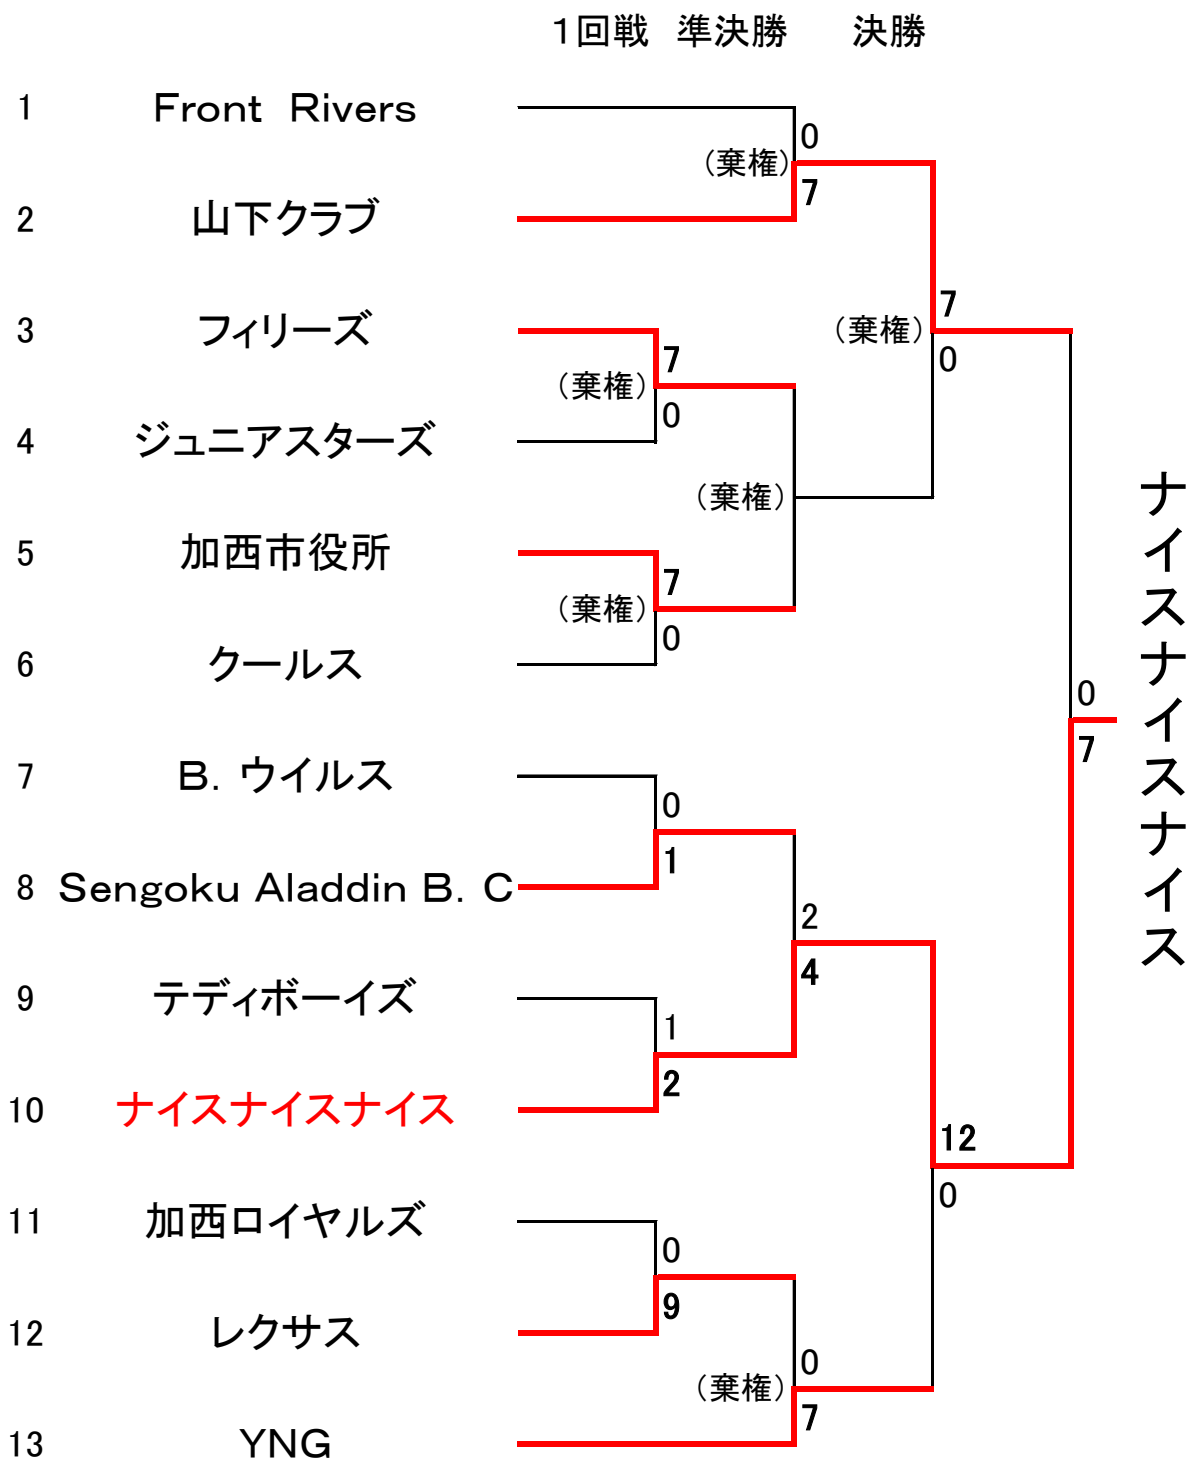 1回戦 準決勝 決勝
1 Front Rivers
0
(棄権)
7
2 山下クラブ
7
3 フィリーズ
(棄権)
7
0
(棄権)
0
4 ジュニアスターズ
(棄権)
5 加西市役所
7
(棄権)
0
6 クールス
0
7
7 B. ウイルス
0
1
8 Sengoku Aladdin B. C
2
4
9 テディボーイズ
1
2
10 ナイスナイスナイス
12
0
11 加西ロイヤルズ
0
9
12 レクサス
0
(棄権)
7
13 YNG
ナイスナイスナイス